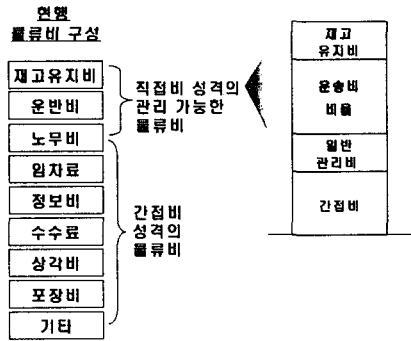 현행
물류비 구성
재고유지비
운반비
노무비
임차료
정보비
수수료
상각비
포장비
기타
직접비 성격의
관리 가능한
물류비
간접비
성격의
물류비
재고
유지비
운송비
비율
일반
관리비
간접비